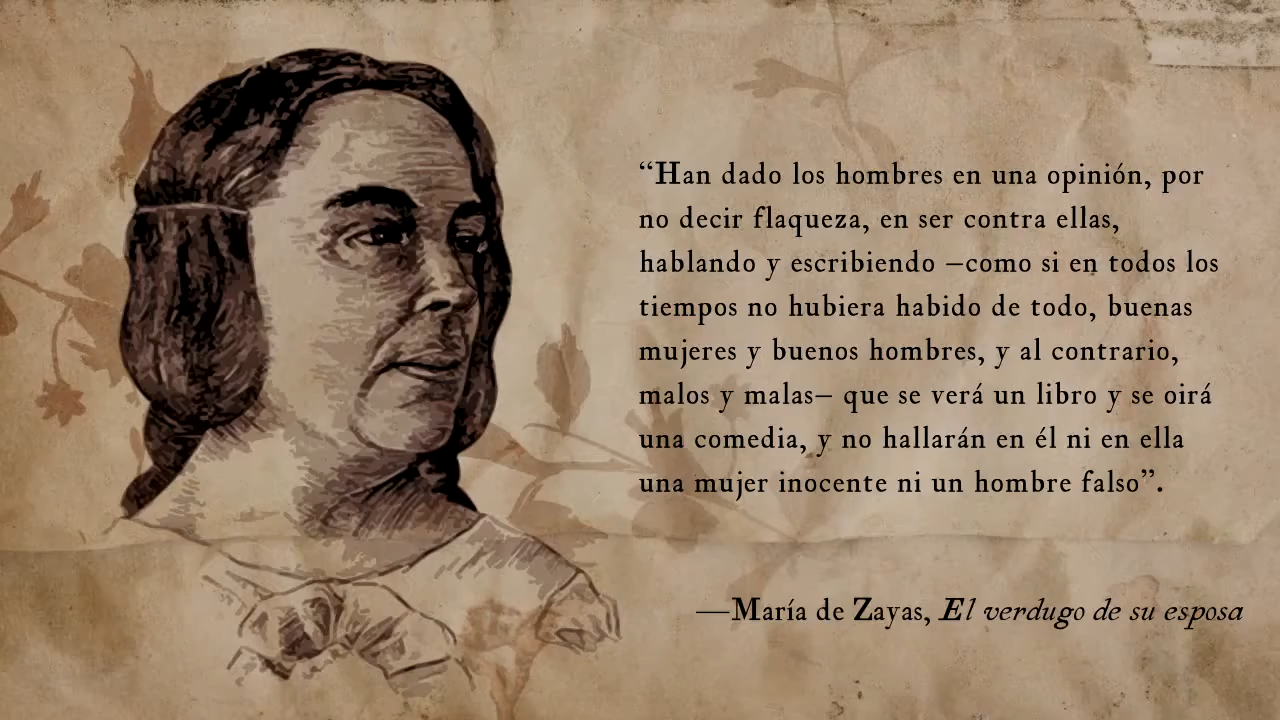 “Han dado los hombres en una opinión, por
no decir flaqueza, en ser contra ellas,
hablando y escribiendo —como si en todos los
tiempos no hubiera habido de todo, buenas
mujeres y buenos hombres, y al contrario,
malos y malas— que se verá un libro y se oirá
una comedia, y no hallarán en él ni en ella
una mujer inocente ni un hombre falso”.
—María de Zayas, El verdugo de su esposa